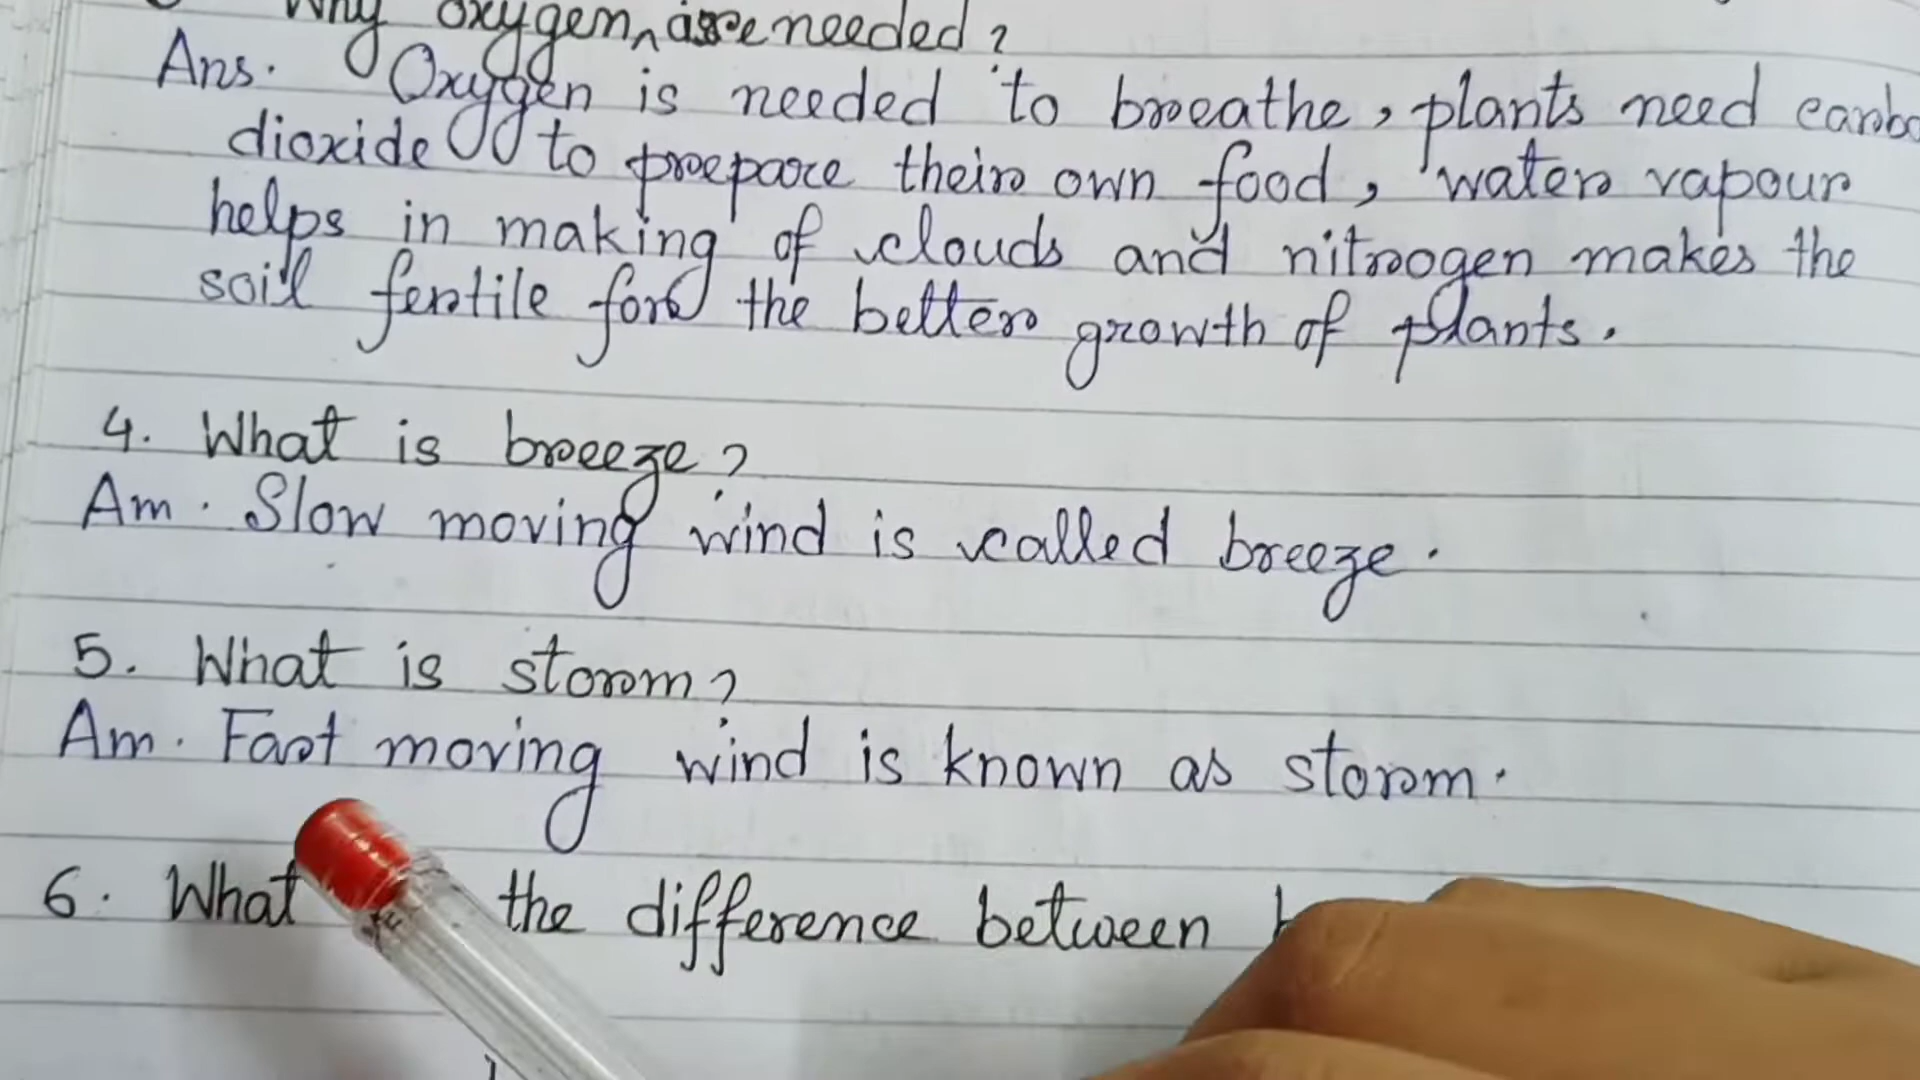 Why oxygen, are needed?
Ans. Oxygen is needed to breathe, plants need carbo
dioxide to prepare their own food, water vapour
helps in making of clouds and nitrogen makes the
soil fertile for the better growth of plants.
4. What is breeze?
Ans. Slow moving wind is called breeze.
5. What is storm?
Ans. Fast moving wind is known as storm.
6. What the difference between b